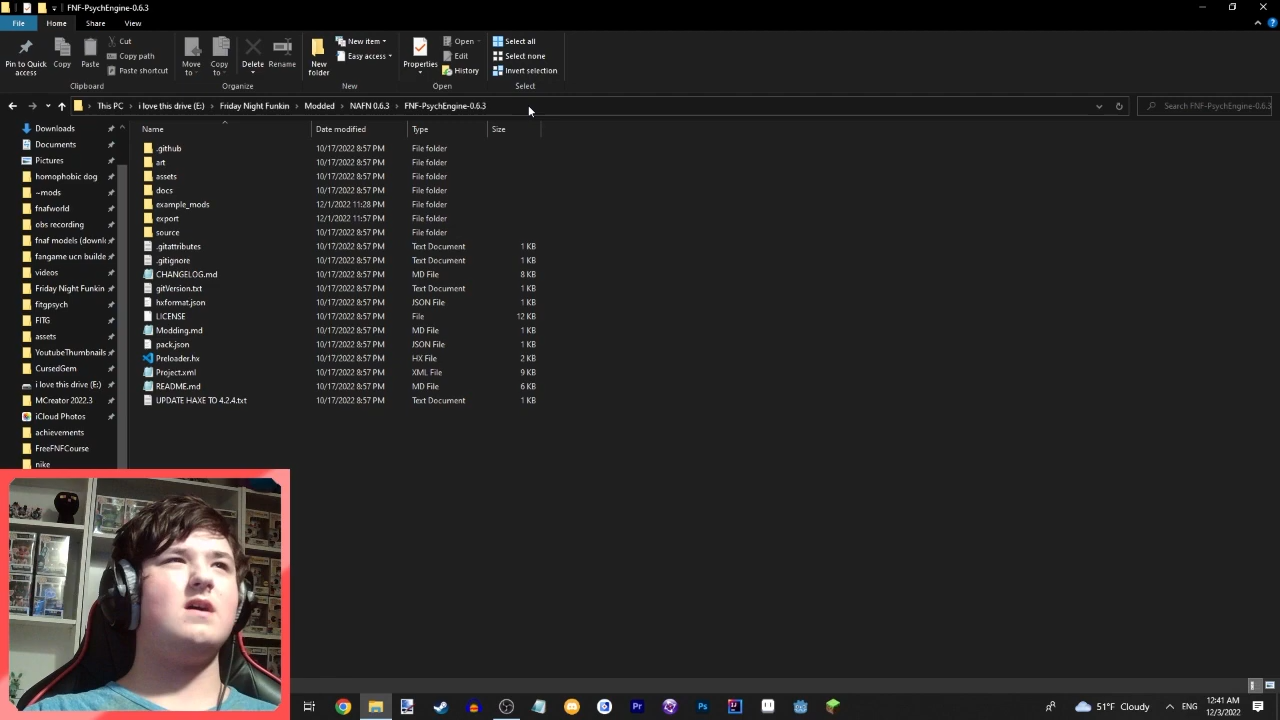 FNF-PsychEngine-0.6.3
File Home Share View
Pin to Quick access
Copy
Paste
Cut
Copy path
Paste shortcut
Move to
Copy to
Delete
Rename
New folder
New item
Easy access
Properties
Open
Edit
History
Select all
Select none
Invert selection
Clipboard Organize New Open Select
This PC > i love this drive (E:) > Friday Night Funkin > Modded > NAFN 0.6.3 > FNF-PsychEngine-0.6.3
Search FNF-PsychEngine-0.6.3
Name Date modified Type Size
Downloads
Documents
Pictures
homophobic dog
~mods
fnafworld
obs recording
fnaf models (downl
fangame ucn builde
videos
Friday Night Funkin
fitgpsych
FITG
assets
YoutubeThumbnails
CursedGem
i love this drive (E:)
MCreator 2022.3
iCloud Photos
achievements
FreeFNFCourse
nike
.github 10/17/2022 8:57 PM File folder
art 10/17/2022 8:57 PM File folder
assets 10/17/2022 8:57 PM File folder
docs 10/17/2022 8:57 PM File folder
example_mods 12/1/2022 11:28 PM File folder
export 12/1/2022 11:57 PM File folder
source 10/17/2022 8:57 PM File folder
.gitattributes 10/17/2022 8:57 PM Text Document 1 KB
.gitignore 10/17/2022 8:57 PM Text Document 1 KB
CHANGELOG.md 10/17/2022 8:57 PM MD File 8 KB
gitVersion.txt 10/17/2022 8:57 PM Text Document 1 KB
hxformat.json 10/17/2022 8:57 PM JSON File 1 KB
LICENSE 10/17/2022 8:57 PM File 12 KB
Modding.md 10/17/2022 8:57 PM MD File 1 KB
pack.json 10/17/2022 8:57 PM JSON File 1 KB
Preloader.hx 10/17/2022 8:57 PM HX File 2 KB
Project.xml 10/17/2022 8:57 PM XML File 9 KB
README.md 10/17/2022 8:57 PM MD File 6 KB
UPDATE HAXE TO 4.2.4.txt 10/17/2022 8:57 PM Text Document 1 KB
Pr
Ps
51°F Cloudy
12:41 AM
12/3/2022